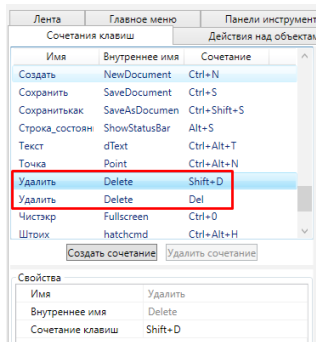 Лента Главное меню Панели инструмент
Сочетания клавиш Действия над объектам
Имя Внутреннее имя Сочетание
Создать NewDocument Ctrl+N
Сохранить SaveDocument Ctrl+S
Сохранитькак SaveAsDocumen Ctrl+Shift+S
Строка_состоян ShowStatusBar Alt+S
Текст dText Ctrl+Alt+T
Точка Point Ctrl+Alt+N
Удалить Delete Shift+D
Удалить Delete Del
Чистэкр Fullscreen Ctrl+0
Штрих hatchcmd Ctrl+Alt+H
Создать сочетание Удалить сочетание
Свойства
Имя Удалить
Внутреннее имя Delete
Сочетание клавиш Shift+D